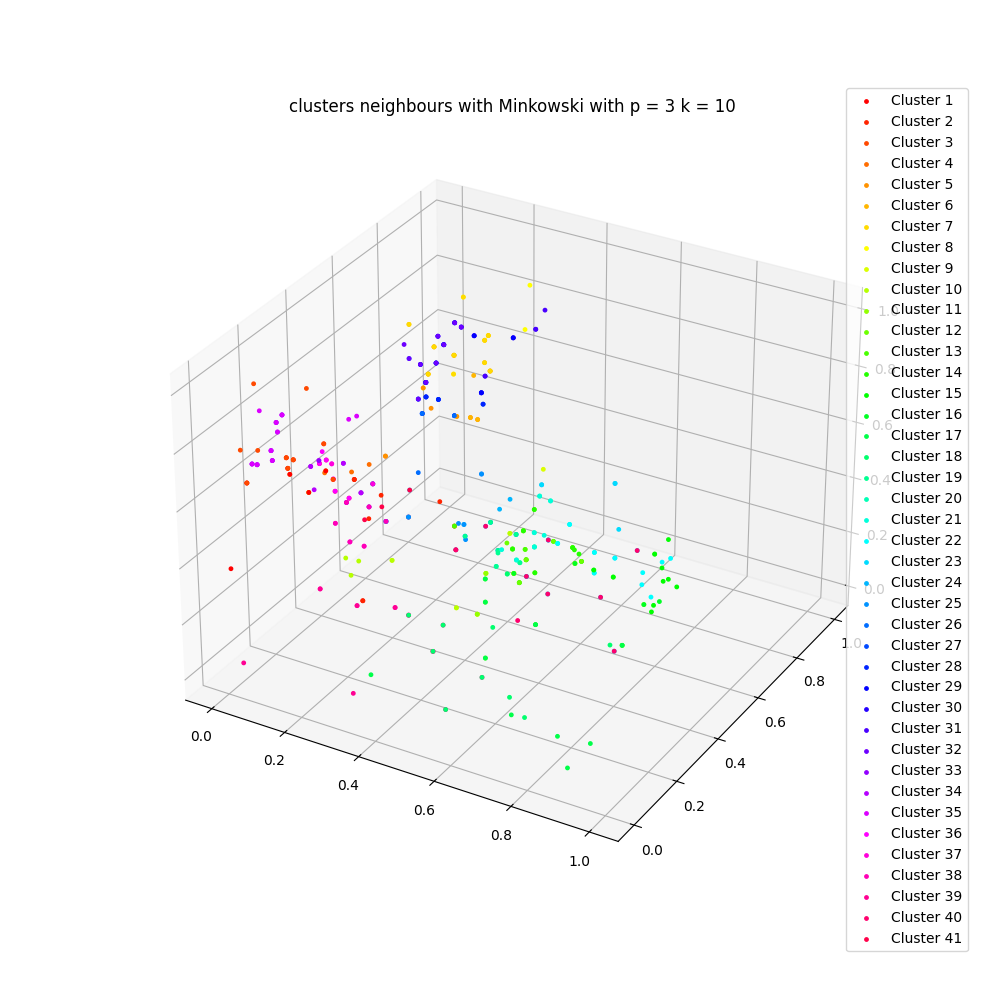 clusters neighbours with Minkowski with p = 3 k = 10
Cluster 1
Cluster 2
Cluster 3
Cluster 4
Cluster 5
Cluster 6
Cluster 7
Cluster 8
Cluster 9
Cluster 10
Cluster 11
Cluster 12
Cluster 13
Cluster 14
Cluster 15
Cluster 16
Cluster 17
Cluster 18
Cluster 19
Cluster 20
Cluster 21
Cluster 22
Cluster 23
Cluster 24
Cluster 25
Cluster 26
Cluster 27
Cluster 28
Cluster 29
Cluster 30
Cluster 31
Cluster 32
Cluster 33
Cluster 34
Cluster 35
Cluster 36
Cluster 37
Cluster 38
Cluster 39
Cluster 40
Cluster 41
1.0
0.8
0.6
0.4
0.2
0.0
1.0
0.8
0.6
0.4
0.2
0.0
0.0
0.2
0.4
0.6
0.8
1.0